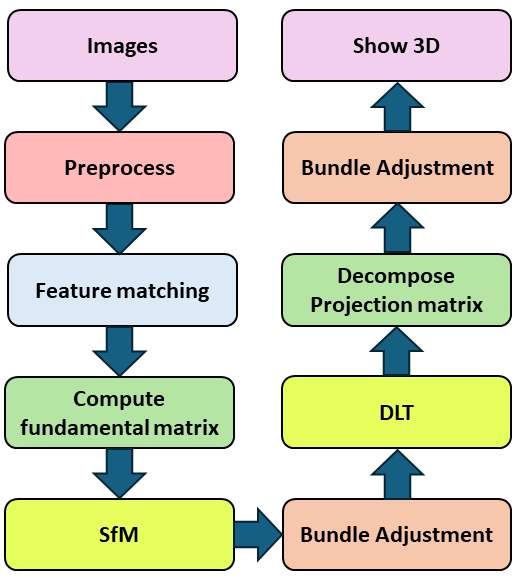 Images
Preprocess
Feature matching
Compute
fundamental matrix
SfM
Bundle Adjustment
DLT
Decompose
Projection matrix
Bundle Adjustment
Show 3D